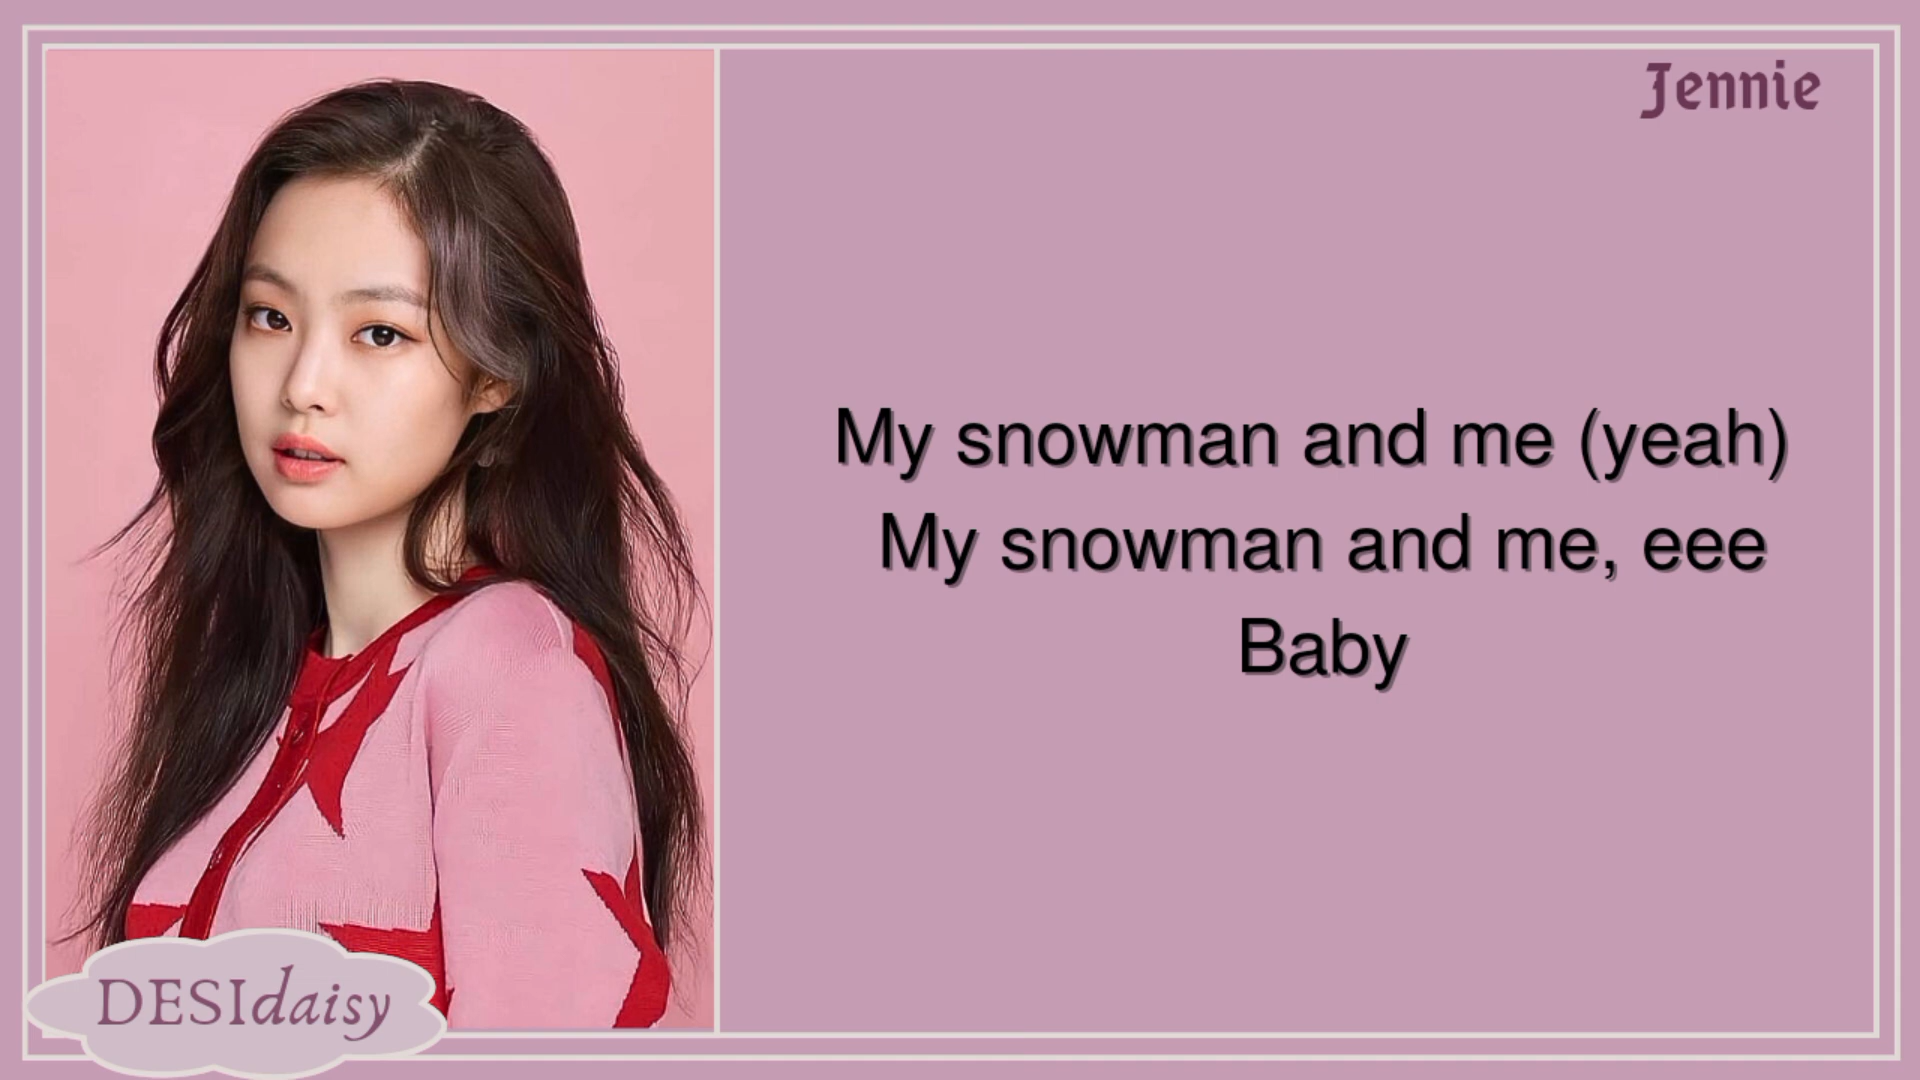 Jennie
My snowman and me (yeah)
My snowman and me, eee
Baby
DESIdaisy